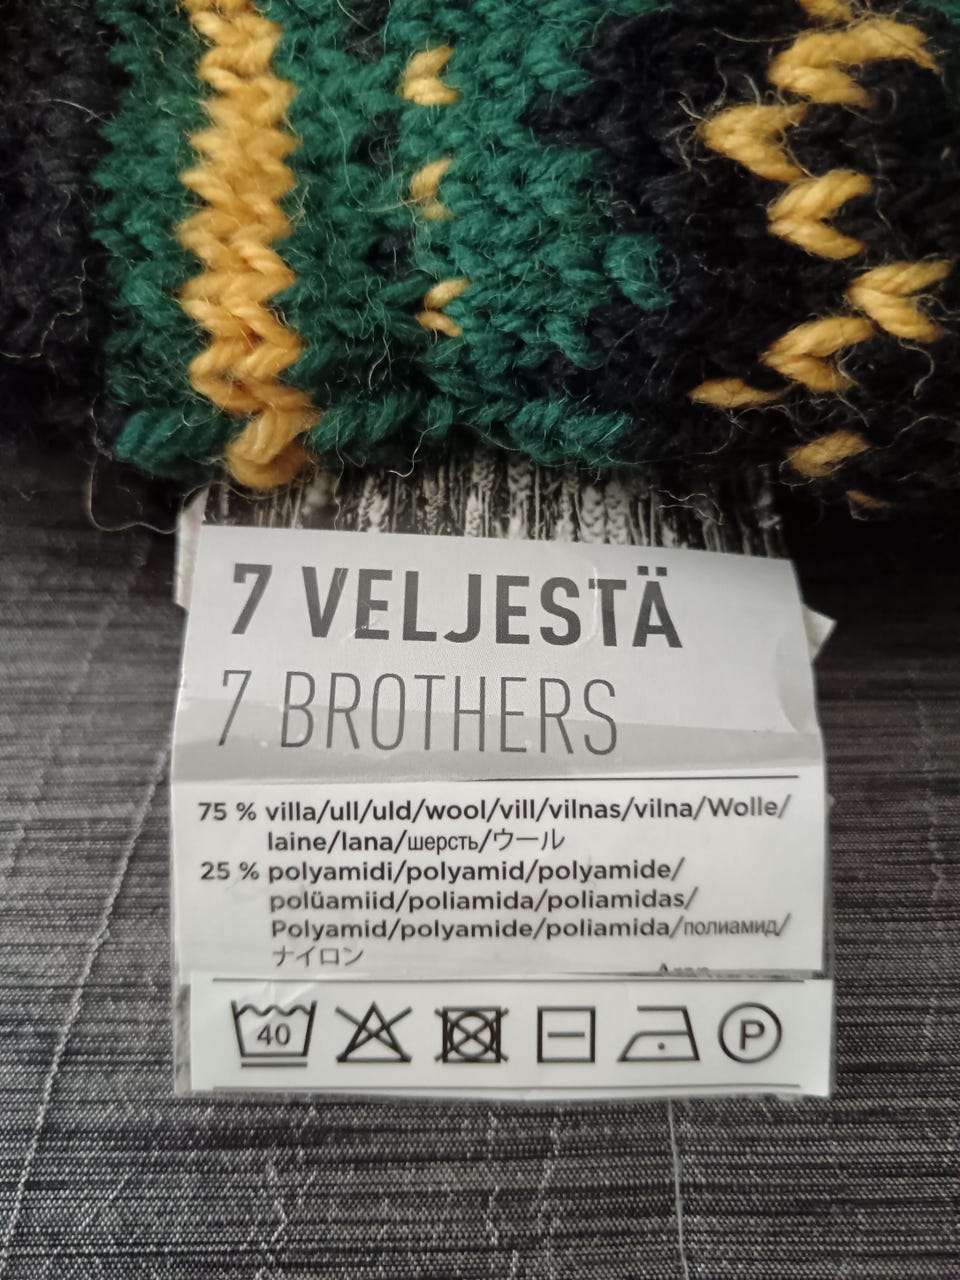 7 VELJESTÄ
7 BROTHERS
75 % villa/ull/uld/wool/vill/vilnas/vilna/Wolle/
laine/lana/шерсть/ウール
25 % polyamidi/polyamid/polyamide/
polüamiid/poliamida/poliamidas/
Polyamid/polyamide/poliamida/полиамид/
ナイロン
40 P